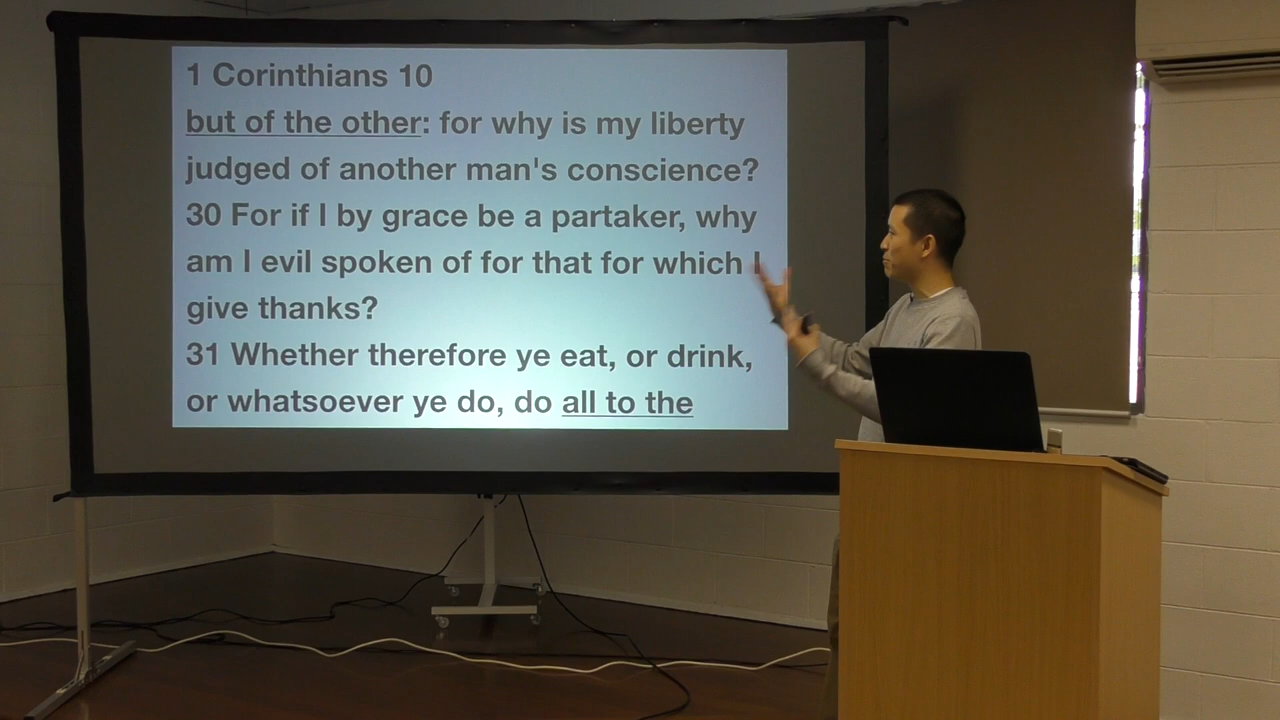 1 Corinthians 10
but of the other: for why is my liberty
judged of another man's conscience?
30 For if I by grace be a partaker, why
am I evil spoken of for that for which I
give thanks?
31 Whether therefore ye eat, or drink,
or whatsoever ye do, do all to the